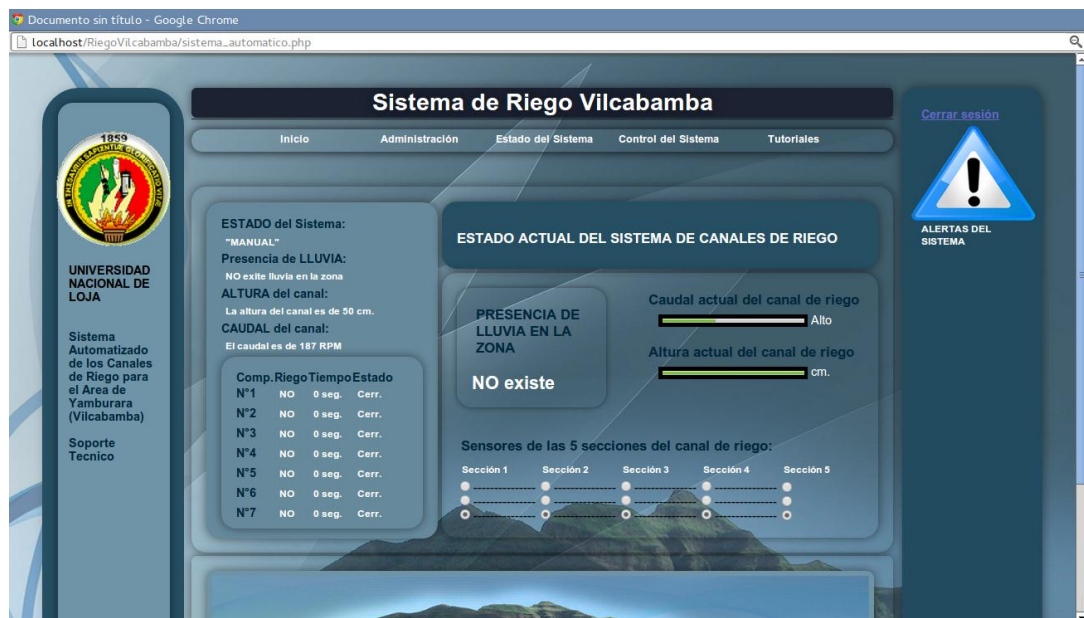 Documento sin título - Google Chrome
localhost/RiegoVilcabamba/sistema_automatico.php
1859
UNIVERSIDAD
NACIONAL DE
LOJA
Sistema
Automatizado
de los Canales
de Riego para
el Area de
Yamburara
(Vilcabamba)
Soporte
Tecnico
Sistema de Riego Vilcabamba
Inicio Administración Estado del Sistema Control del Sistema Tutoriales
ESTADO del Sistema:
"MANUAL"
Presencia de LLUVIA:
NO exite lluvia en la zona
ALTURA del canal:
La altura del canal es de 50 cm.
CAUDAL del canal:
El caudal es de 187 RPM
Comp. Riego Tiempo Estado
N°1 NO 0 seg. Cerr.
N°2 NO 0 seg. Cerr.
N°3 NO 0 seg. Cerr.
N°4 NO 0 seg. Cerr.
N°5 NO 0 seg. Cerr.
N°6 NO 0 seg. Cerr.
N°7 NO 0 seg. Cerr.
ESTADO ACTUAL DEL SISTEMA DE CANALES DE RIEGO
PRESENCIA DE
LLUVIA EN LA
ZONA
NO existe
Caudal actual del canal de riego
Alto
Altura actual del canal de riego
cm.
Sensores de las 5 secciones del canal de riego:
Sección 1 Sección 2 Sección 3 Sección 4 Sección 5
Cerrar sesión
ALERTAS DEL
SISTEMA